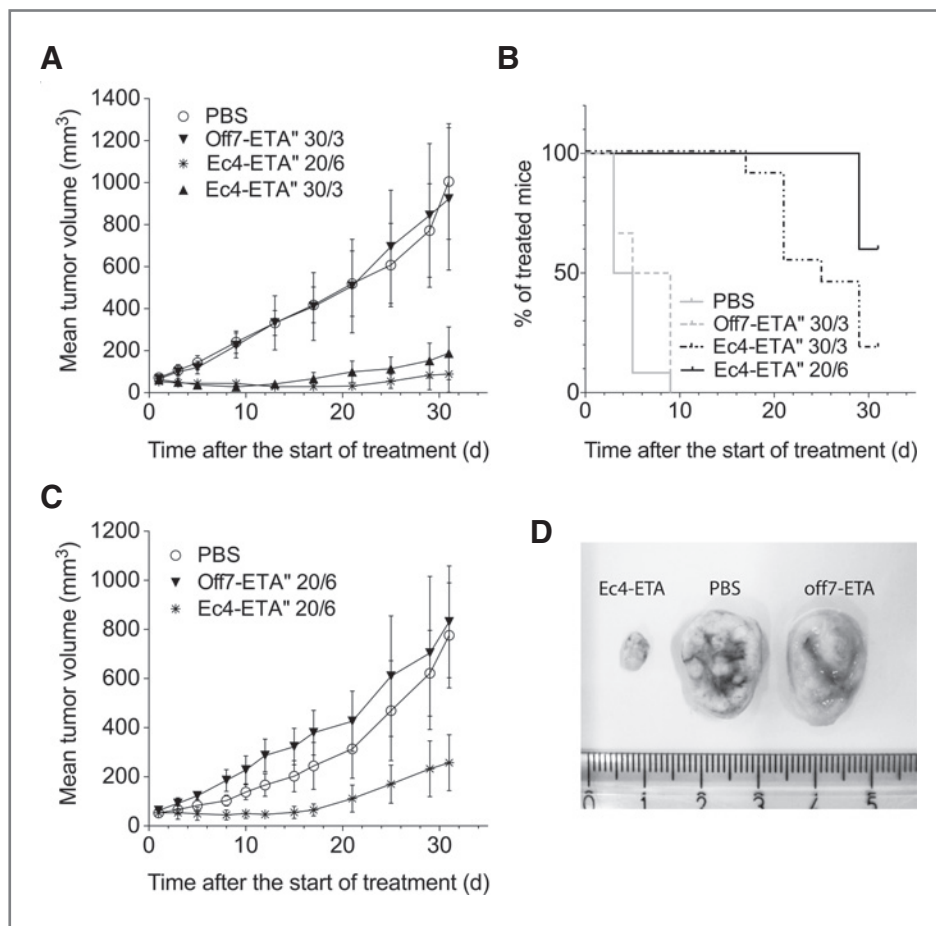 A
1400
1200
1000
800
600
400
200
0
0 10 20 30
Mean tumor volume (mm³)
Time after the start of treatment (d)
PBS
Off7-ETA" 30/3
Ec4-ETA" 20/6
Ec4-ETA" 30/3
B
100
50
0
0 10 20 30
% of treated mice
Time after the start of treatment (d)
PBS
Off7-ETA" 30/3
Ec4-ETA" 30/3
Ec4-ETA" 20/6
C
1200
1000
800
600
400
200
0
0 10 20 30
Mean tumor volume (mm³)
Time after the start of treatment (d)
PBS
Off7-ETA" 20/6
Ec4-ETA" 20/6
D
Ec4-ETA PBS off7-ETA
0 1 2 3 4 5